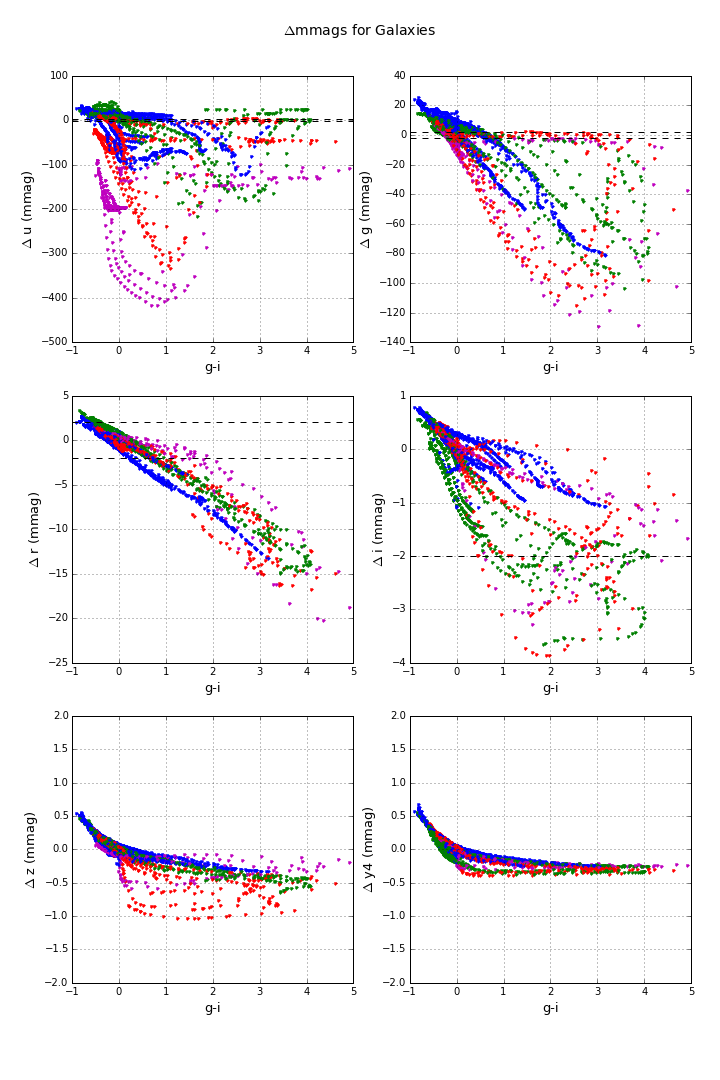 Δmmags for Galaxies
100
0
−100
−200
−300
−400
−500
Δ u (mmag)
−1 0 1 2 3 4 5
g-i
40
20
0
−20
−40
−60
−80
−100
−120
−140
Δ g (mmag)
−1 0 1 2 3 4 5
g-i
5
0
−5
−10
−15
−20
−25
Δ r (mmag)
−1 0 1 2 3 4 5
g-i
1
0
−1
−2
−3
−4
Δ i (mmag)
−1 0 1 2 3 4 5
g-i
2.0
1.5
1.0
0.5
0.0
−0.5
−1.0
−1.5
−2.0
Δ z (mmag)
−1 0 1 2 3 4 5
g-i
2.0
1.5
1.0
0.5
0.0
−0.5
−1.0
−1.5
−2.0
Δ y4 (mmag)
−1 0 1 2 3 4 5
g-i